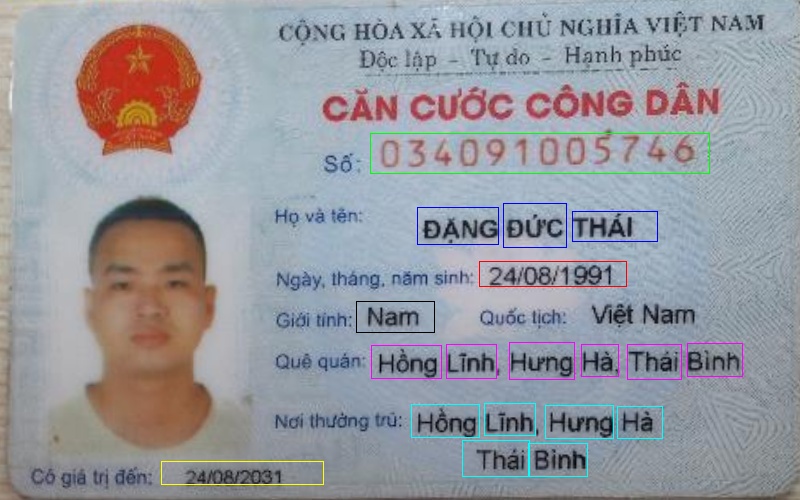 CỘNG HÒA XÃ HỘI CHỦ NGHĨA VIỆT NAM
Độc lập - Tự do - Hạnh phúc
CĂN CƯỚC CÔNG DÂN
Số: 034091005746
Họ và tên: ĐẶNG ĐỨC THÁI
Ngày, tháng, năm sinh: 24/08/1991
Giới tính: Nam Quốc tịch: Việt Nam
Quê quán: Hồng Lĩnh, Hưng Hà, Thái Bình
Nơi thường trú: Hồng Lĩnh, Hưng Hà
Thái Bình
Có giá trị đến: 24/08/2031